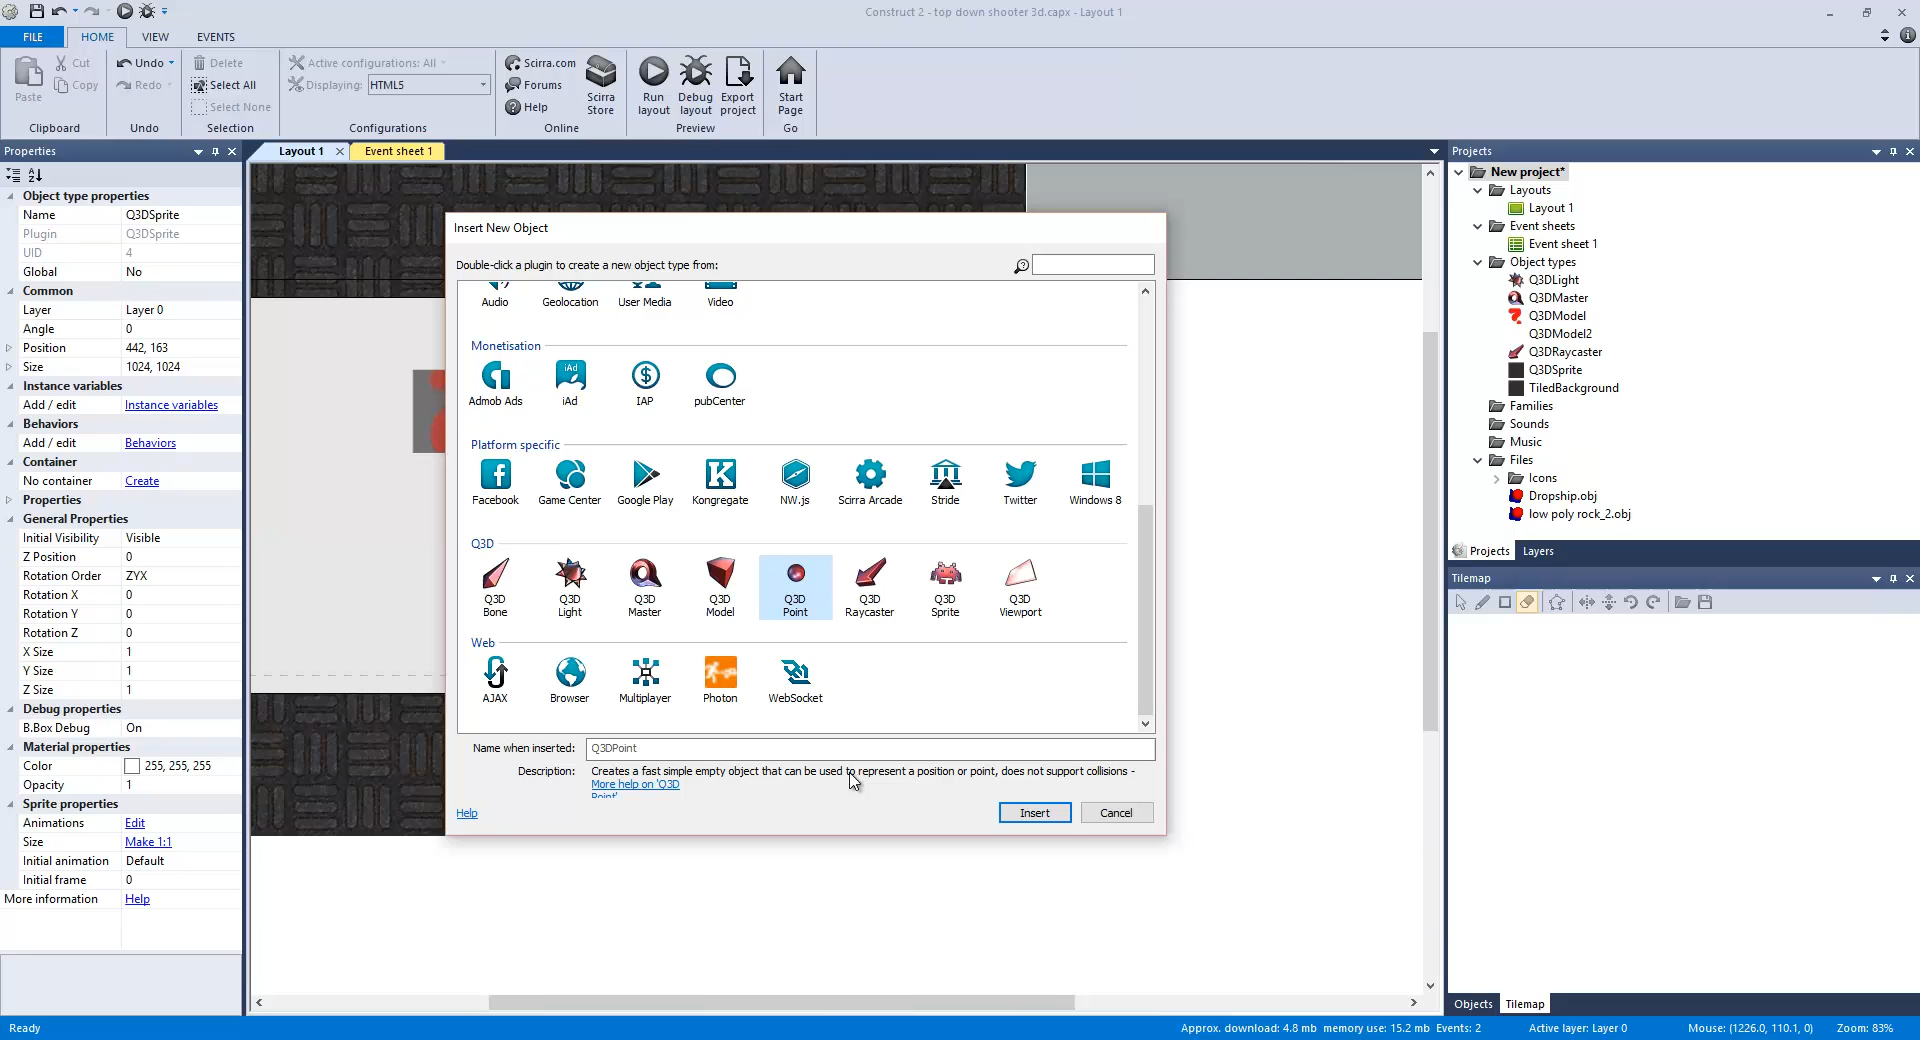 Construct 2 - top down shooter 3d.capx - Layout 1
FILE
HOME
VIEW
EVENTS
Paste
Cut
Copy
Clipboard
Undo
Redo
Undo
Delete
Select All
Select None
Selection
Active configurations: All
Displaying:
HTML5
Configurations
Scirra.com
Forums
Help
Scirra
Store
Online
Run
layout
Debug
layout
Export
project
Preview
Start
Page
Go
Properties
Object type properties
Name Q3DSprite
Plugin Q3DSprite
UID 4
Global No
Common
Layer Layer 0
Angle 0
Position 442, 163
Size 1024, 1024
Instance variables
Add / edit Instance variables
Behaviors
Add / edit Behaviors
Container
No container Create
Properties
General Properties
Initial Visibility Visible
Z Position 0
Rotation Order ZYX
Rotation X 0
Rotation Y 0
Rotation Z 0
X Size 1
Y Size 1
Z Size 1
Debug properties
B.Box Debug On
Material properties
Color 255, 255, 255
Opacity 1
Sprite properties
Animations Edit
Size Make 1:1
Initial animation Default
Initial frame 0
More information Help
Layout 1
Event sheet 1
Insert New Object
Double-click a plugin to create a new object type from:
Audio Geolocation User Media Video
Monetisation
iAd
Admob Ads iAd IAP pubCenter
Platform specific
Facebook Game Center Google Play Kongregate NW.js Scirra Arcade Stride Twitter Windows 8
Q3D
Q3D
Bone
Q3D
Light
Q3D
Master
Q3D
Model
Q3D
Point
Q3D
Raycaster
Q3D
Sprite
Q3D
Viewport
Web
AJAX Browser Multiplayer Photon WebSocket
Name when inserted: Q3DPoint
Description: Creates a fast simple empty object that can be used to represent a position or point, does not support collisions -
More help on 'Q3D
Point'
Help
Insert
Cancel
Projects
New project*
Layouts
Layout 1
Event sheets
Event sheet 1
Object types
Q3DLight
Q3DMaster
Q3DModel
Q3DModel2
Q3DRaycaster
Q3DSprite
TiledBackground
Families
Sounds
Music
Files
Icons
Dropship.obj
low poly rock_2.obj
Projects
Layers
Tilemap
Objects
Tilemap
Ready
Approx. download: 4.8 mb memory use: 15.2 mb Events: 2
Active layer: Layer 0
Mouse: (1226.0, 110.1, 0)
Zoom: 83%